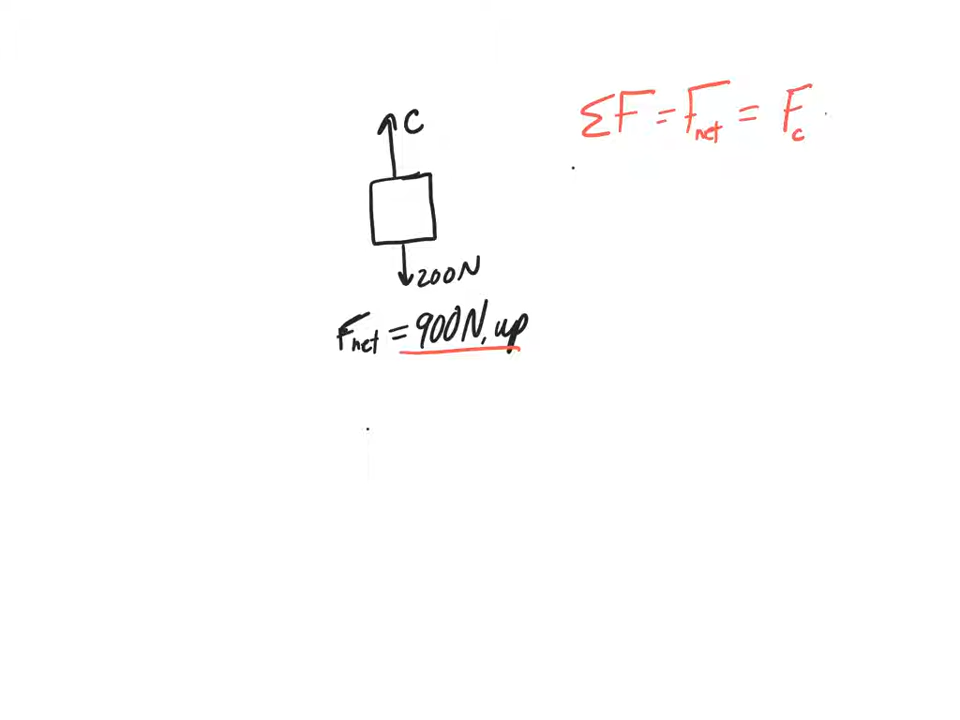 C
ΣF = Fnet = Fc
200N
Fnet = 900N, up